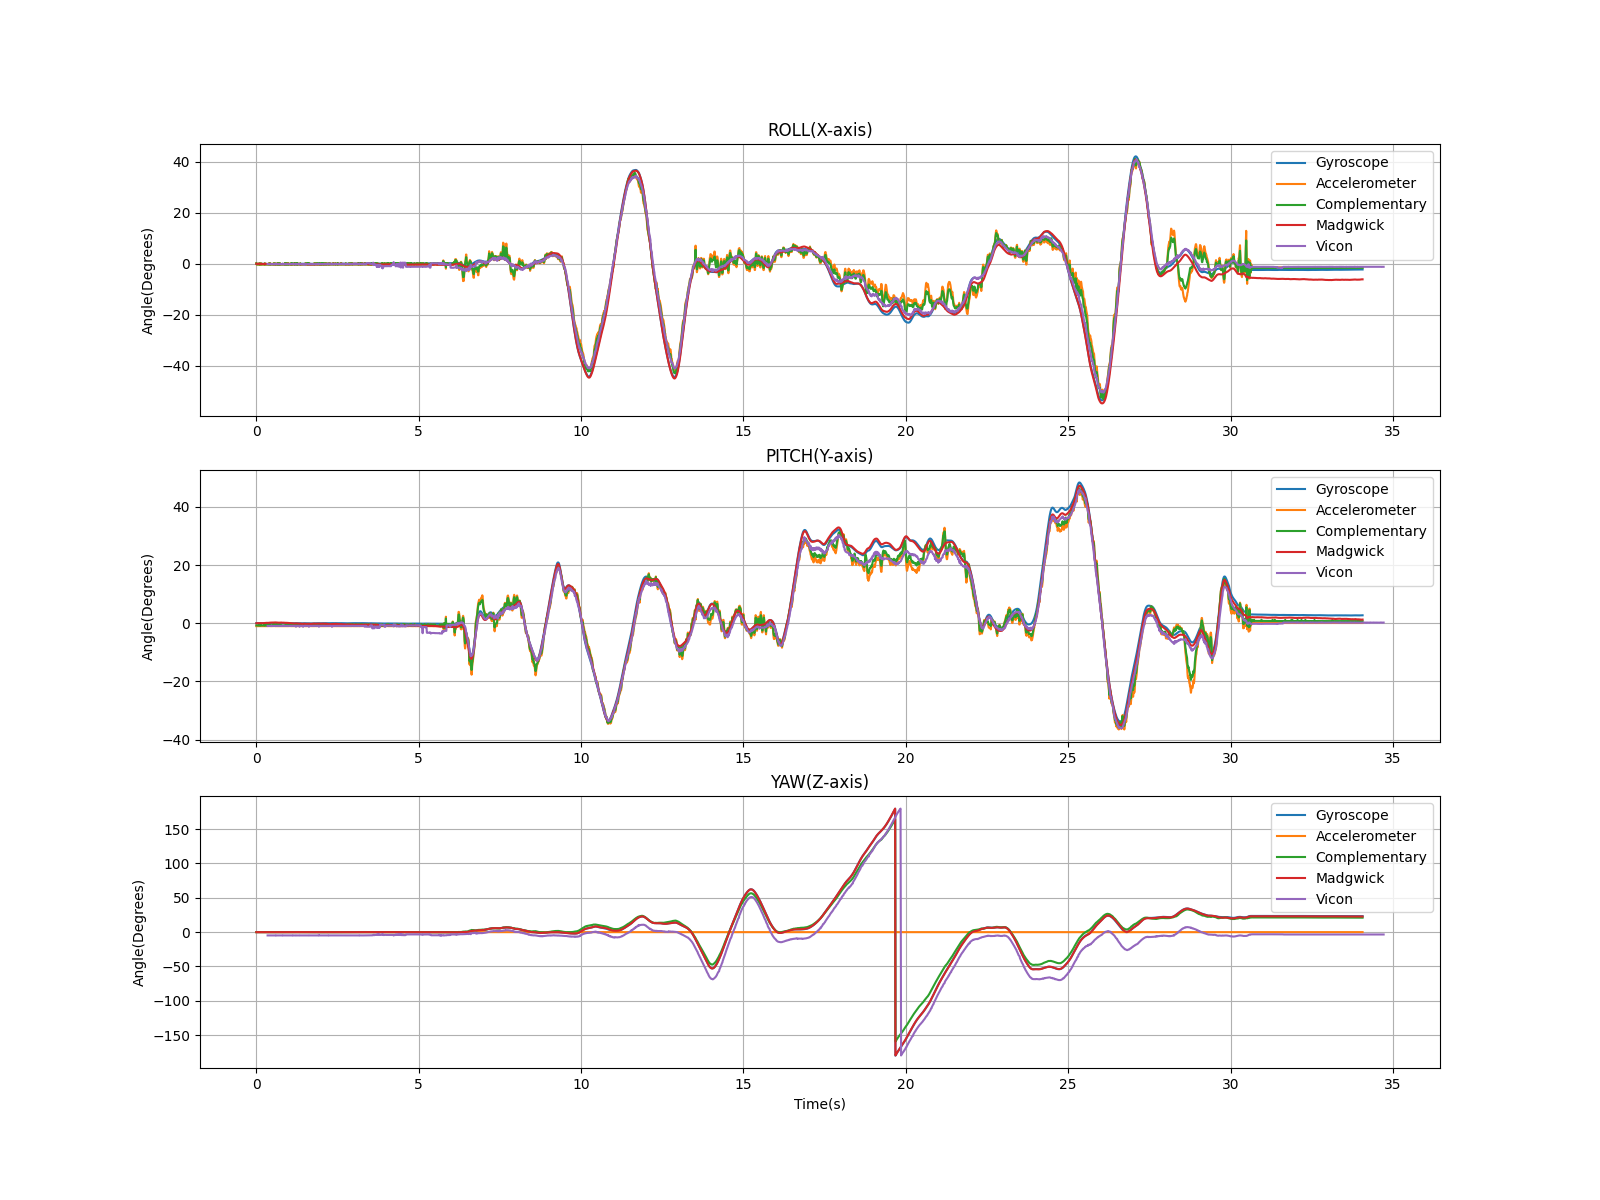 ROLL(X-axis)
Angle(Degrees)
40
20
0
−20
−40
Gyroscope
Accelerometer
Complementary
Madgwick
Vicon
0 5 10 15 20 25 30 35
PITCH(Y-axis)
Angle(Degrees)
40
20
0
−20
−40
Gyroscope
Accelerometer
Complementary
Madgwick
Vicon
0 5 10 15 20 25 30 35
YAW(Z-axis)
Angle(Degrees)
150
100
50
0
−50
−100
−150
Gyroscope
Accelerometer
Complementary
Madgwick
Vicon
0 5 10 15 20 25 30 35
Time(s)